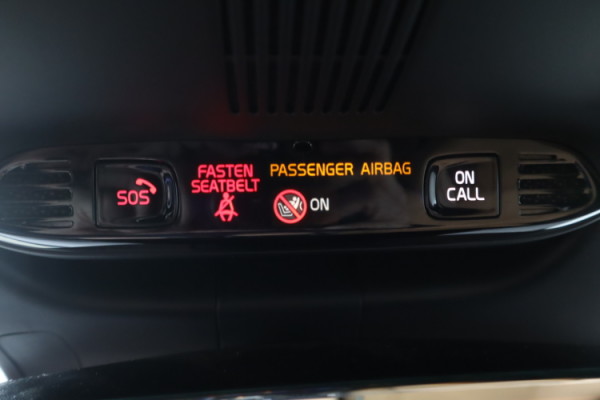 SOS
FASTEN
SEATBELT
PASSENGER AIRBAG
ON
ON
CALL